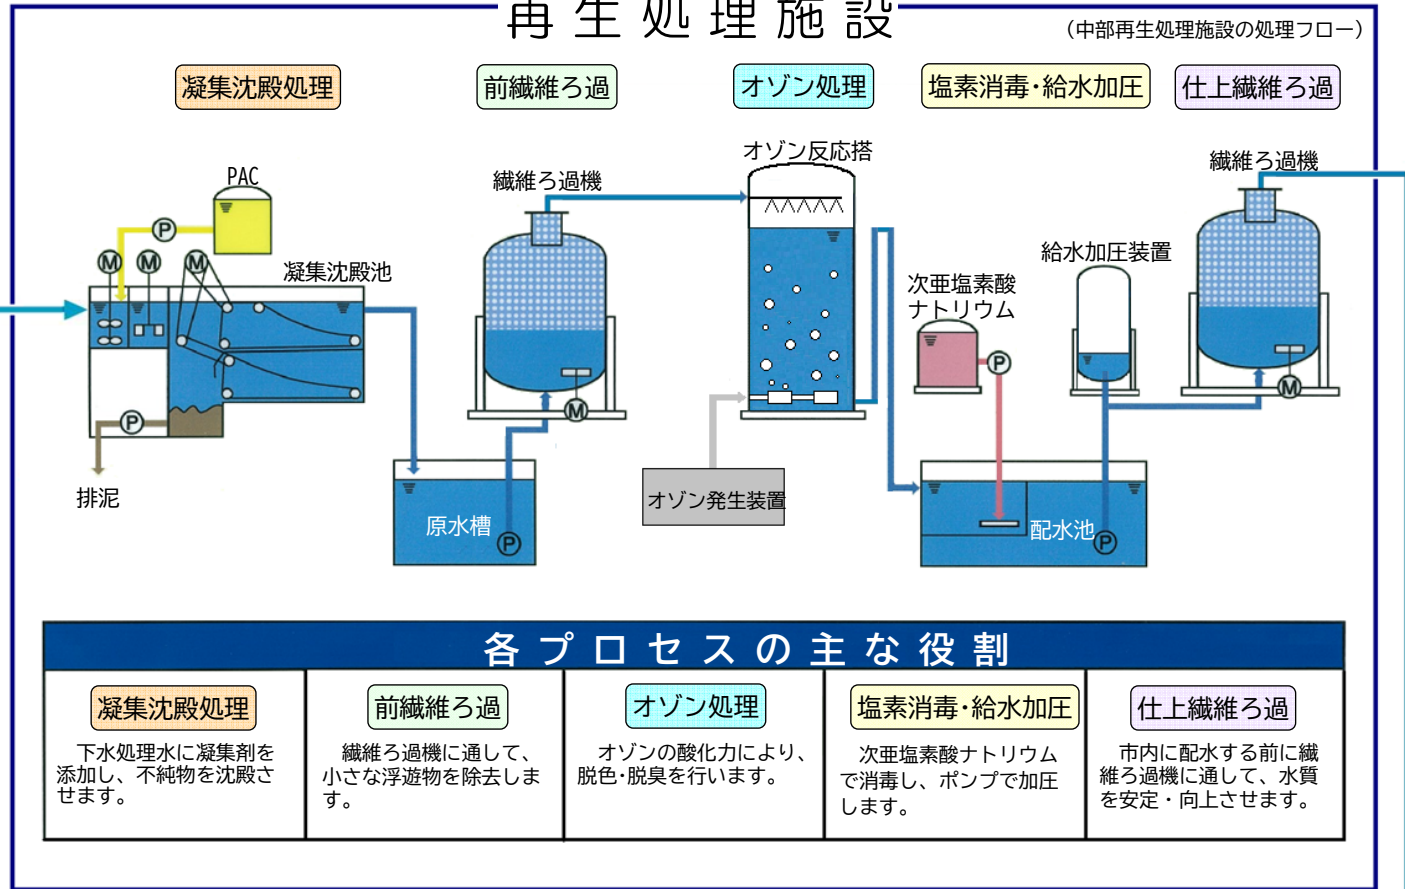 再生処理施設
（中部再生処理施設の処理フロー）
凝集沈殿処理
前繊維ろ過
オゾン処理
塩素消毒･給水加圧
仕上繊維ろ過
PAC
P
M
M
M
凝集沈殿池
P
排泥
繊維ろ過機
M
原水槽
P
オゾン反応搭
オゾン発生装置
次亜塩素酸
ナトリウム
P
給水加圧装置
配水池
P
繊維ろ過機
M
各プロセスの主な役割
凝集沈殿処理
下水処理水に凝集剤を
添加し、不純物を沈殿さ
せます。
前繊維ろ過
繊維ろ過機に通して、
小さな浮遊物を除去しま
す。
オゾン処理
オゾンの酸化力により、
脱色･脱臭を行います。
塩素消毒･給水加圧
次亜塩素酸ナトリウム
で消毒し、ポンプで加圧
します。
仕上繊維ろ過
市内に配水する前に繊
維ろ過機に通して、水質
を安定・向上させます。